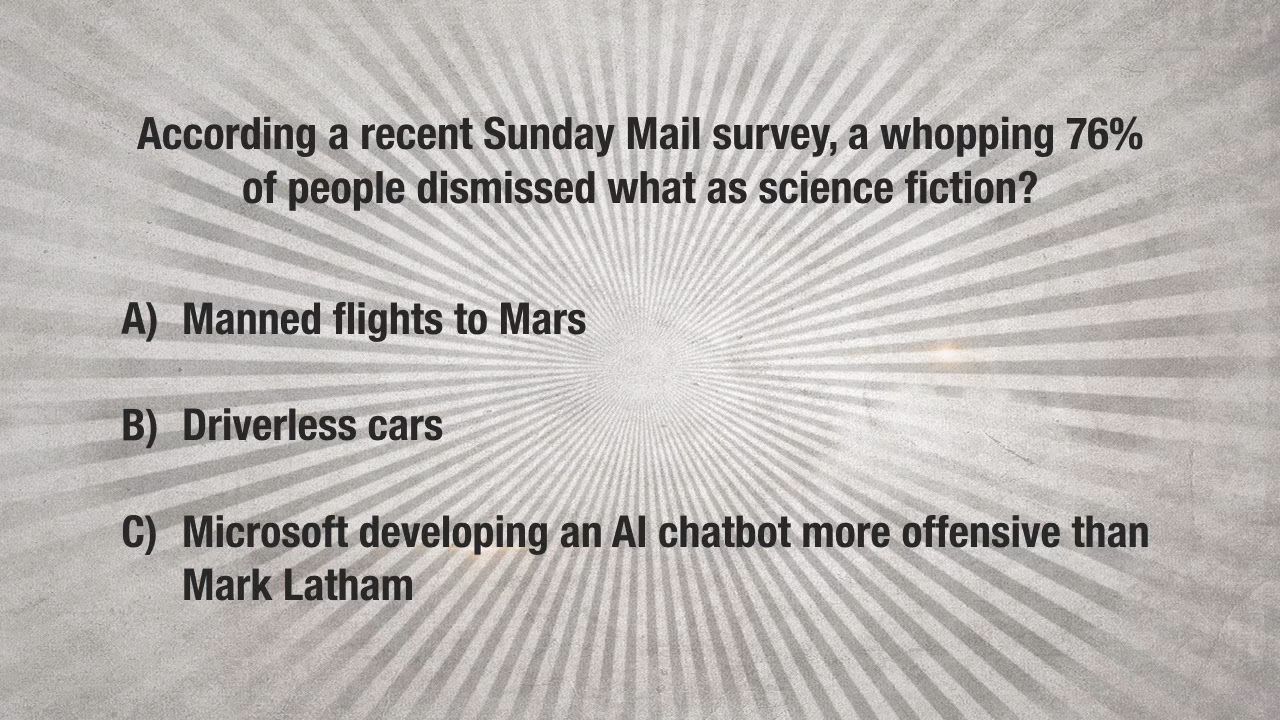 According a recent Sunday Mail survey, a whopping 76%
of people dismissed what as science fiction?
A) Manned flights to Mars
B) Driverless cars
C) Microsoft developing an AI chatbot more offensive than
Mark Latham